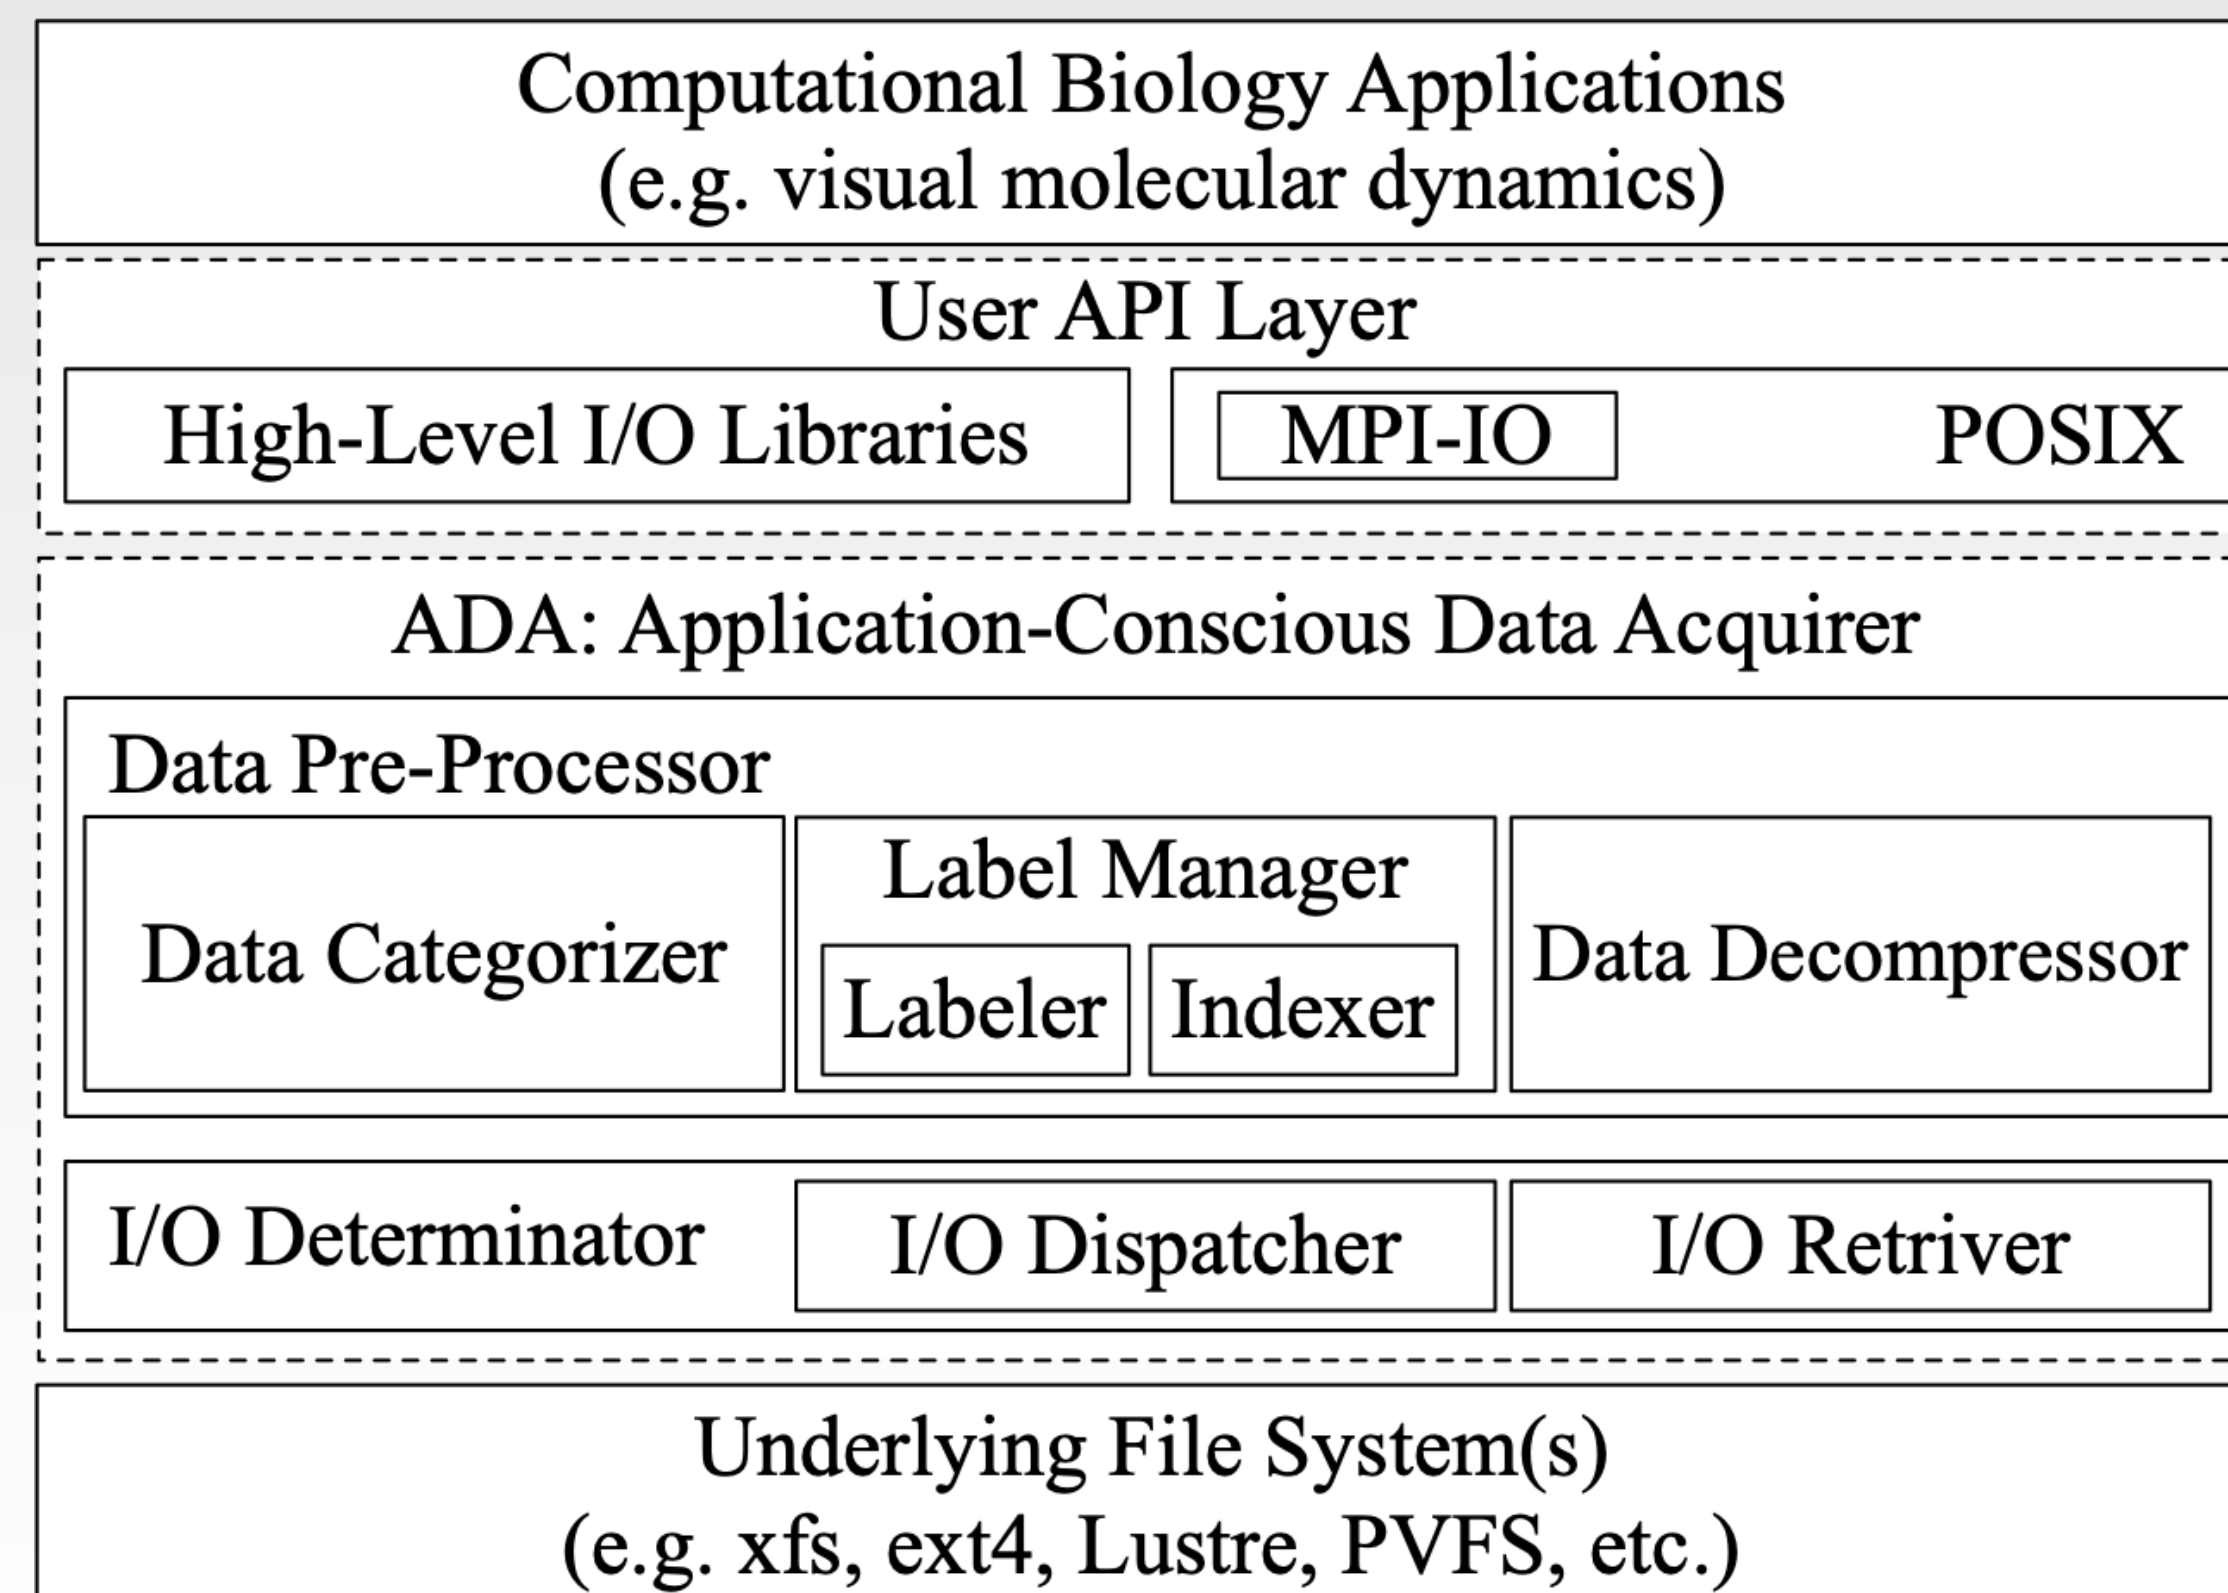 Computational Biology Applications
(e.g. visual molecular dynamics)
User API Layer
High-Level I/O Libraries
MPI-IO
POSIX
ADA: Application-Conscious Data Acquirer
Data Pre-Processor
Data Categorizer
Label Manager
Labeler
Indexer
Data Decompressor
I/O Determinator
I/O Dispatcher
I/O Retriver
Underlying File System(s)
(e.g. xfs, ext4, Lustre, PVFS, etc.)